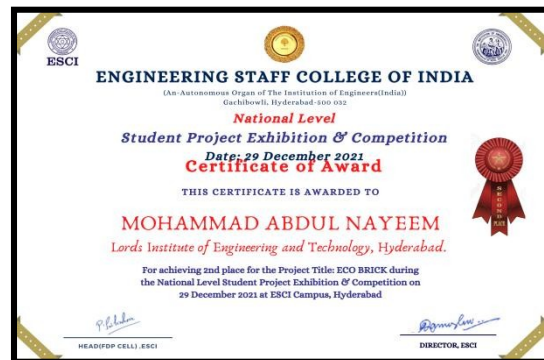 ESCI
ENGINEERING STAFF COLLEGE OF INDIA
(An-Autonomous Organ of The Institution of Engineers(India))
Gachibowli, Hyderabad-500 032
National Level
Student Project Exhibition & Competition
Date: 29 December 2021
Certificate of Award
THIS CERTIFICATE IS AWARDED TO
MOHAMMAD ABDUL NAYEEM
Lords Institute of Engineering and Technology, Hyderabad.
SECOND
PLACE
For achieving 2nd place for the Project Title: ECO BRICK during
the National Level Student Project Exhibition & Competition on
29 December 2021 at ESCI Campus, Hyderabad
HEAD(FDP CELL) .ESCI
DIRECTOR, ESCI